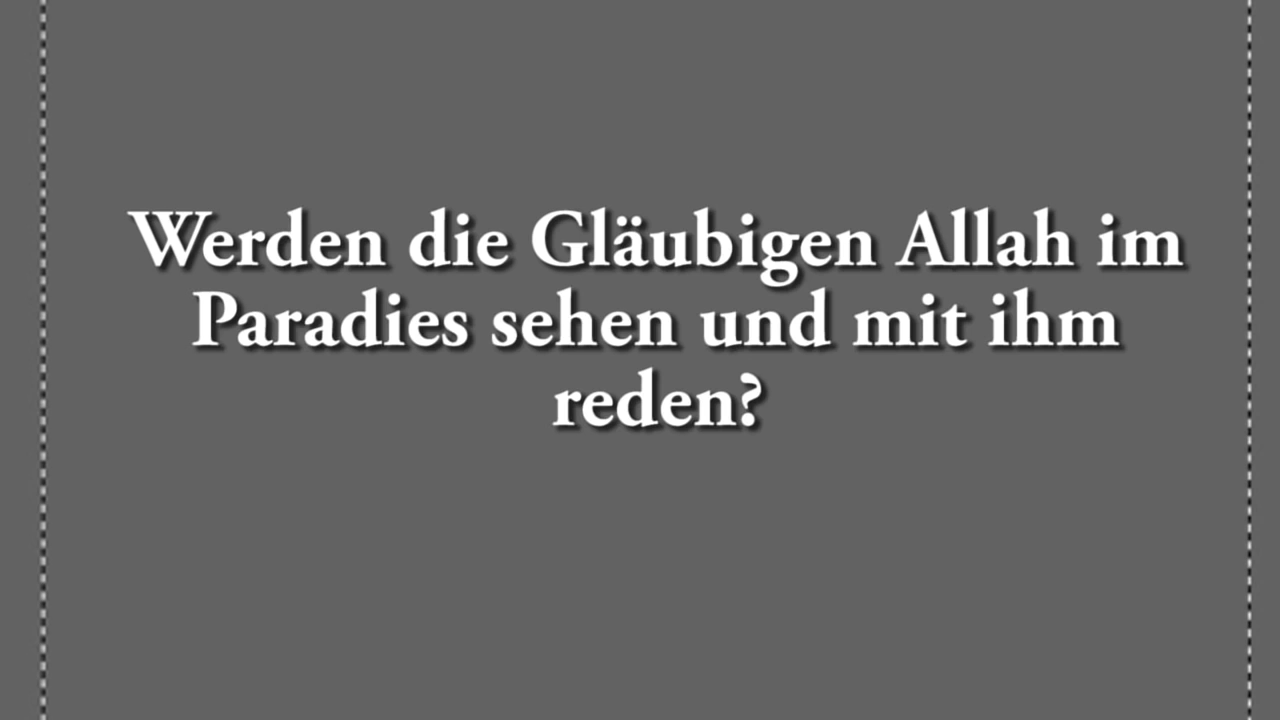 Werden die Gläubigen Allah im
Paradies sehen und mit ihm
reden?